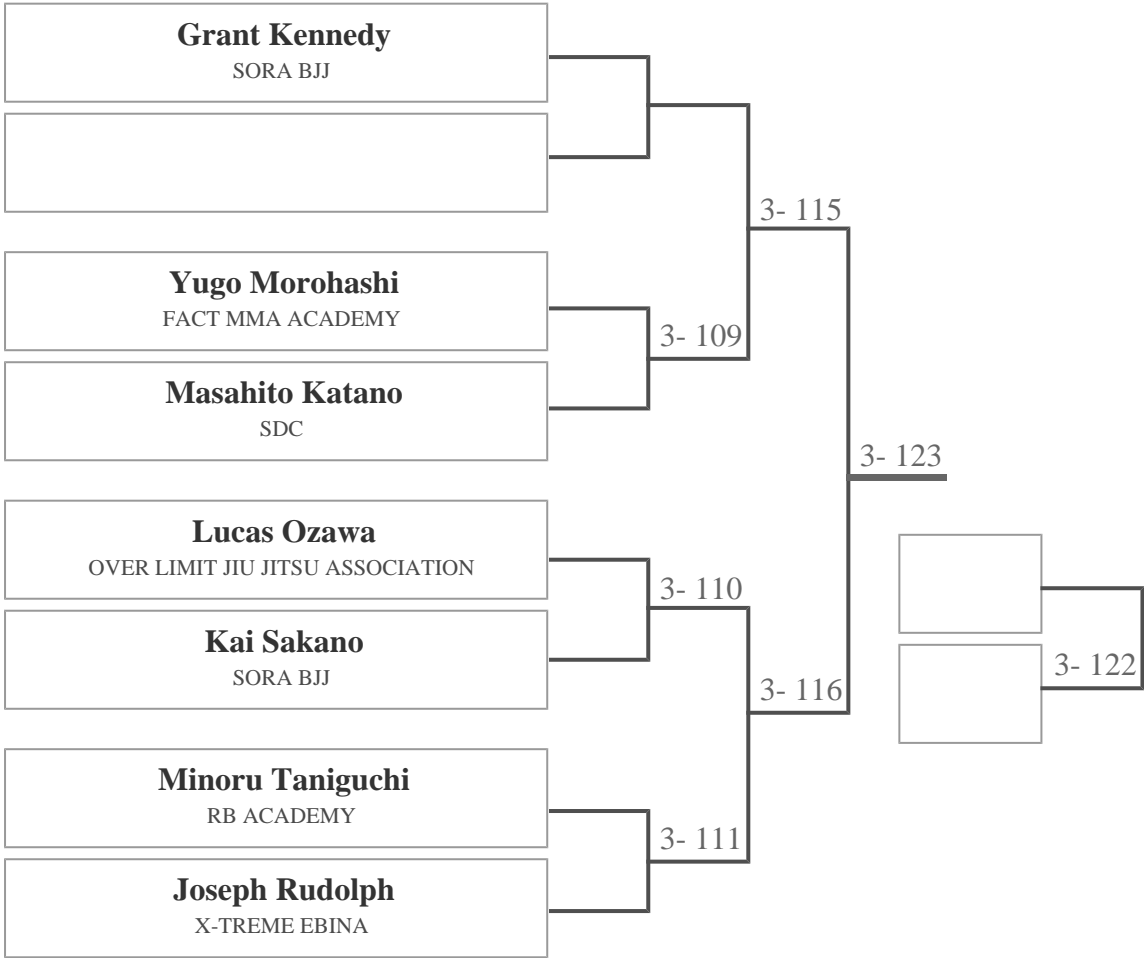 Grant Kennedy
SORA BJJ
3- 115
Yugo Morohashi
FACT MMA ACADEMY
3- 109
Masahito Katano
SDC
3- 123
Lucas Ozawa
OVER LIMIT JIU JITSU ASSOCIATION
3- 110
Kai Sakano
SORA BJJ
3- 122
3- 116
Minoru Taniguchi
RB ACADEMY
3- 111
Joseph Rudolph
X-TREME EBINA